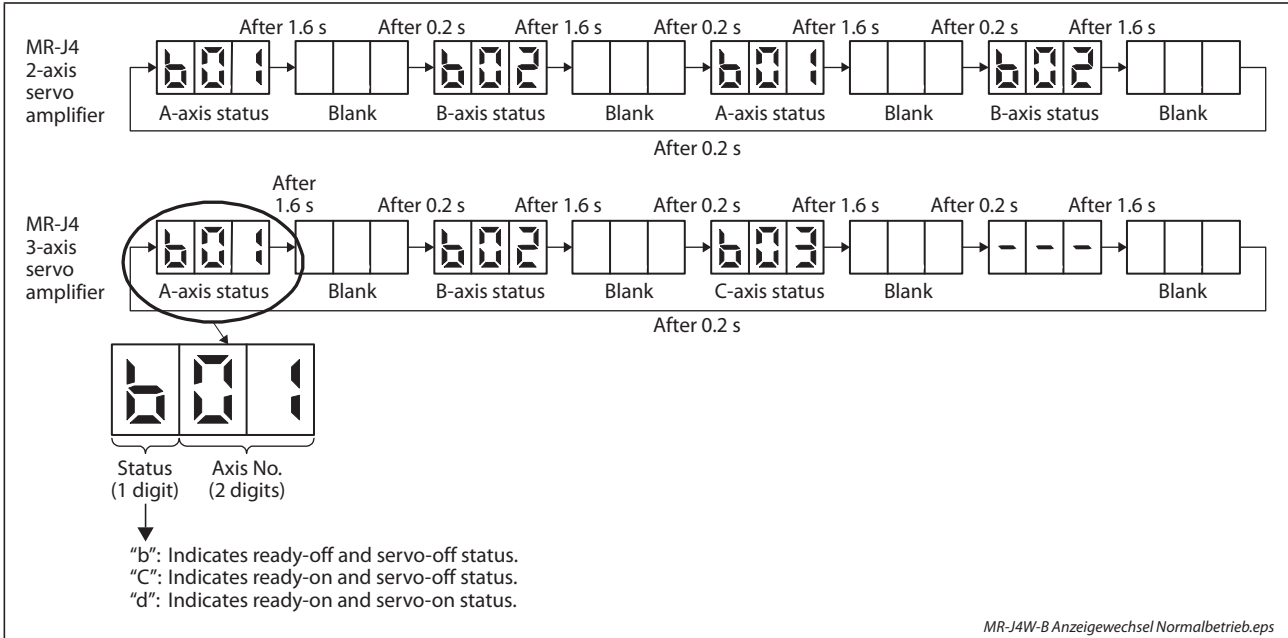 After 1.6 s After 0.2 s After 1.6 s After 0.2 s After 1.6 s After 0.2 s After 1.6 s
MR-J4
2-axis
servo
amplifier
b01 b02 b01 b02
A-axis status Blank B-axis status Blank A-axis status Blank B-axis status Blank
After 0.2 s
After
1.6 s After 0.2 s After 1.6 s After 0.2 s After 1.6 s After 0.2 s After 1.6 s
MR-J4
3-axis
servo
amplifier
b01 b02 b03 - - -
A-axis status Blank B-axis status Blank C-axis status Blank Blank
After 0.2 s
b01
Status Axis No.
(1 digit) (2 digits)
“b”: Indicates ready-off and servo-off status.
“C”: Indicates ready-on and servo-off status.
“d”: Indicates ready-on and servo-on status.
MR-J4W-B Anzeigewechsel Normalbetrieb.eps